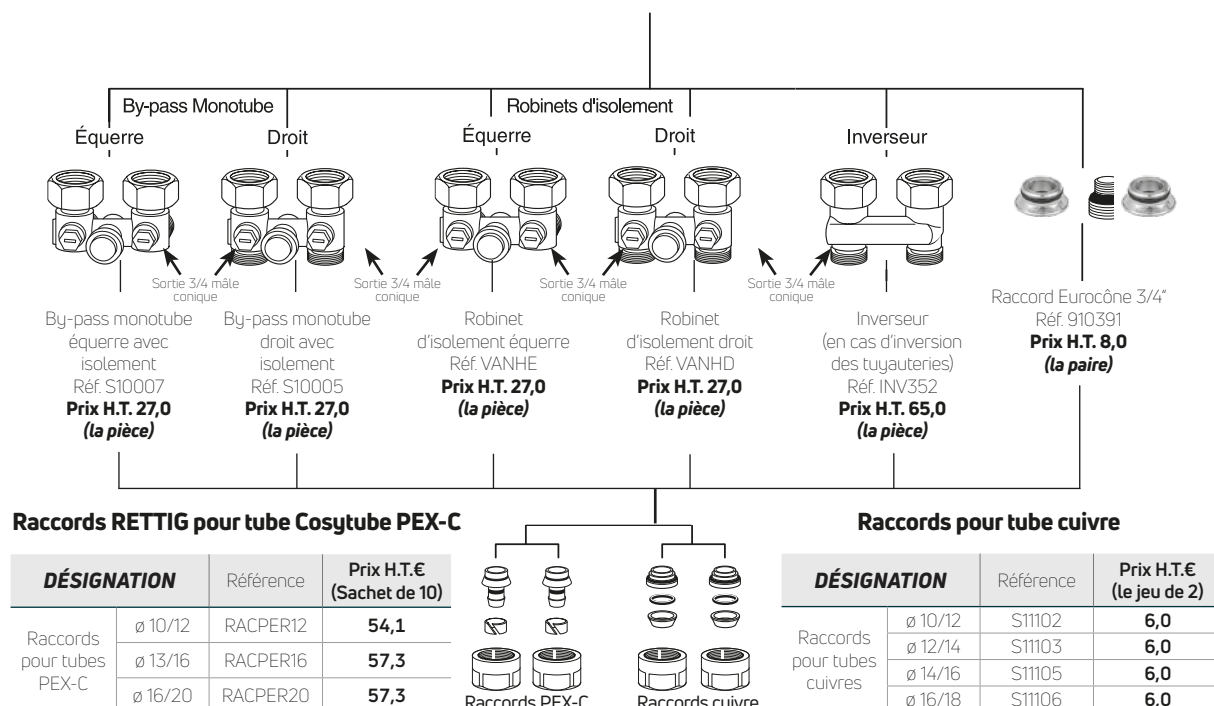 By-pass Monotube
Robinets d'isolement
Équerre
Droit
Équerre
Droit
Inverseur
Sortie 3/4 mâle
conique
Sortie 3/4 mâle
conique
Sortie 3/4 mâle
conique
Sortie 3/4 mâle
conique
By-pass monotube
équerre avec
isolement
Réf. S10007
Prix H.T. 27,0
(la pièce)
By-pass monotube
droit avec
isolement
Réf. S10005
Prix H.T. 27,0
(la pièce)
Robinet
d'isolement équerre
Réf. VANHE
Prix H.T. 27,0
(la pièce)
Robinet
d'isolement droit
Réf. VANHD
Prix H.T. 27,0
(la pièce)
Inverseur
(en cas d'inversion
des tuyauteries)
Réf. INV352
Prix H.T. 65,0
(la pièce)
Raccord Eurocône 3/4"
Réf. 910391
Prix H.T. 8,0
(la paire)
Raccords RETTIG pour tube Cosytube PEX-C
DÉSIGNATION Référence Prix H.T.€
(Sachet de 10)
Raccords
pour tubes
PEX-C
ø 10/12 RACPER12 54,1
ø 13/16 RACPER16 57,3
ø 16/20 RACPER20 57,3
Raccords PEX-C
Raccords cuivre
Raccords pour tube cuivre
DÉSIGNATION Référence Prix H.T.€
(le jeu de 2)
Raccords
pour tubes
cuivres
ø 10/12 S11102 6,0
ø 12/14 S11103 6,0
ø 14/16 S11105 6,0
ø 16/18 S11106 6,0